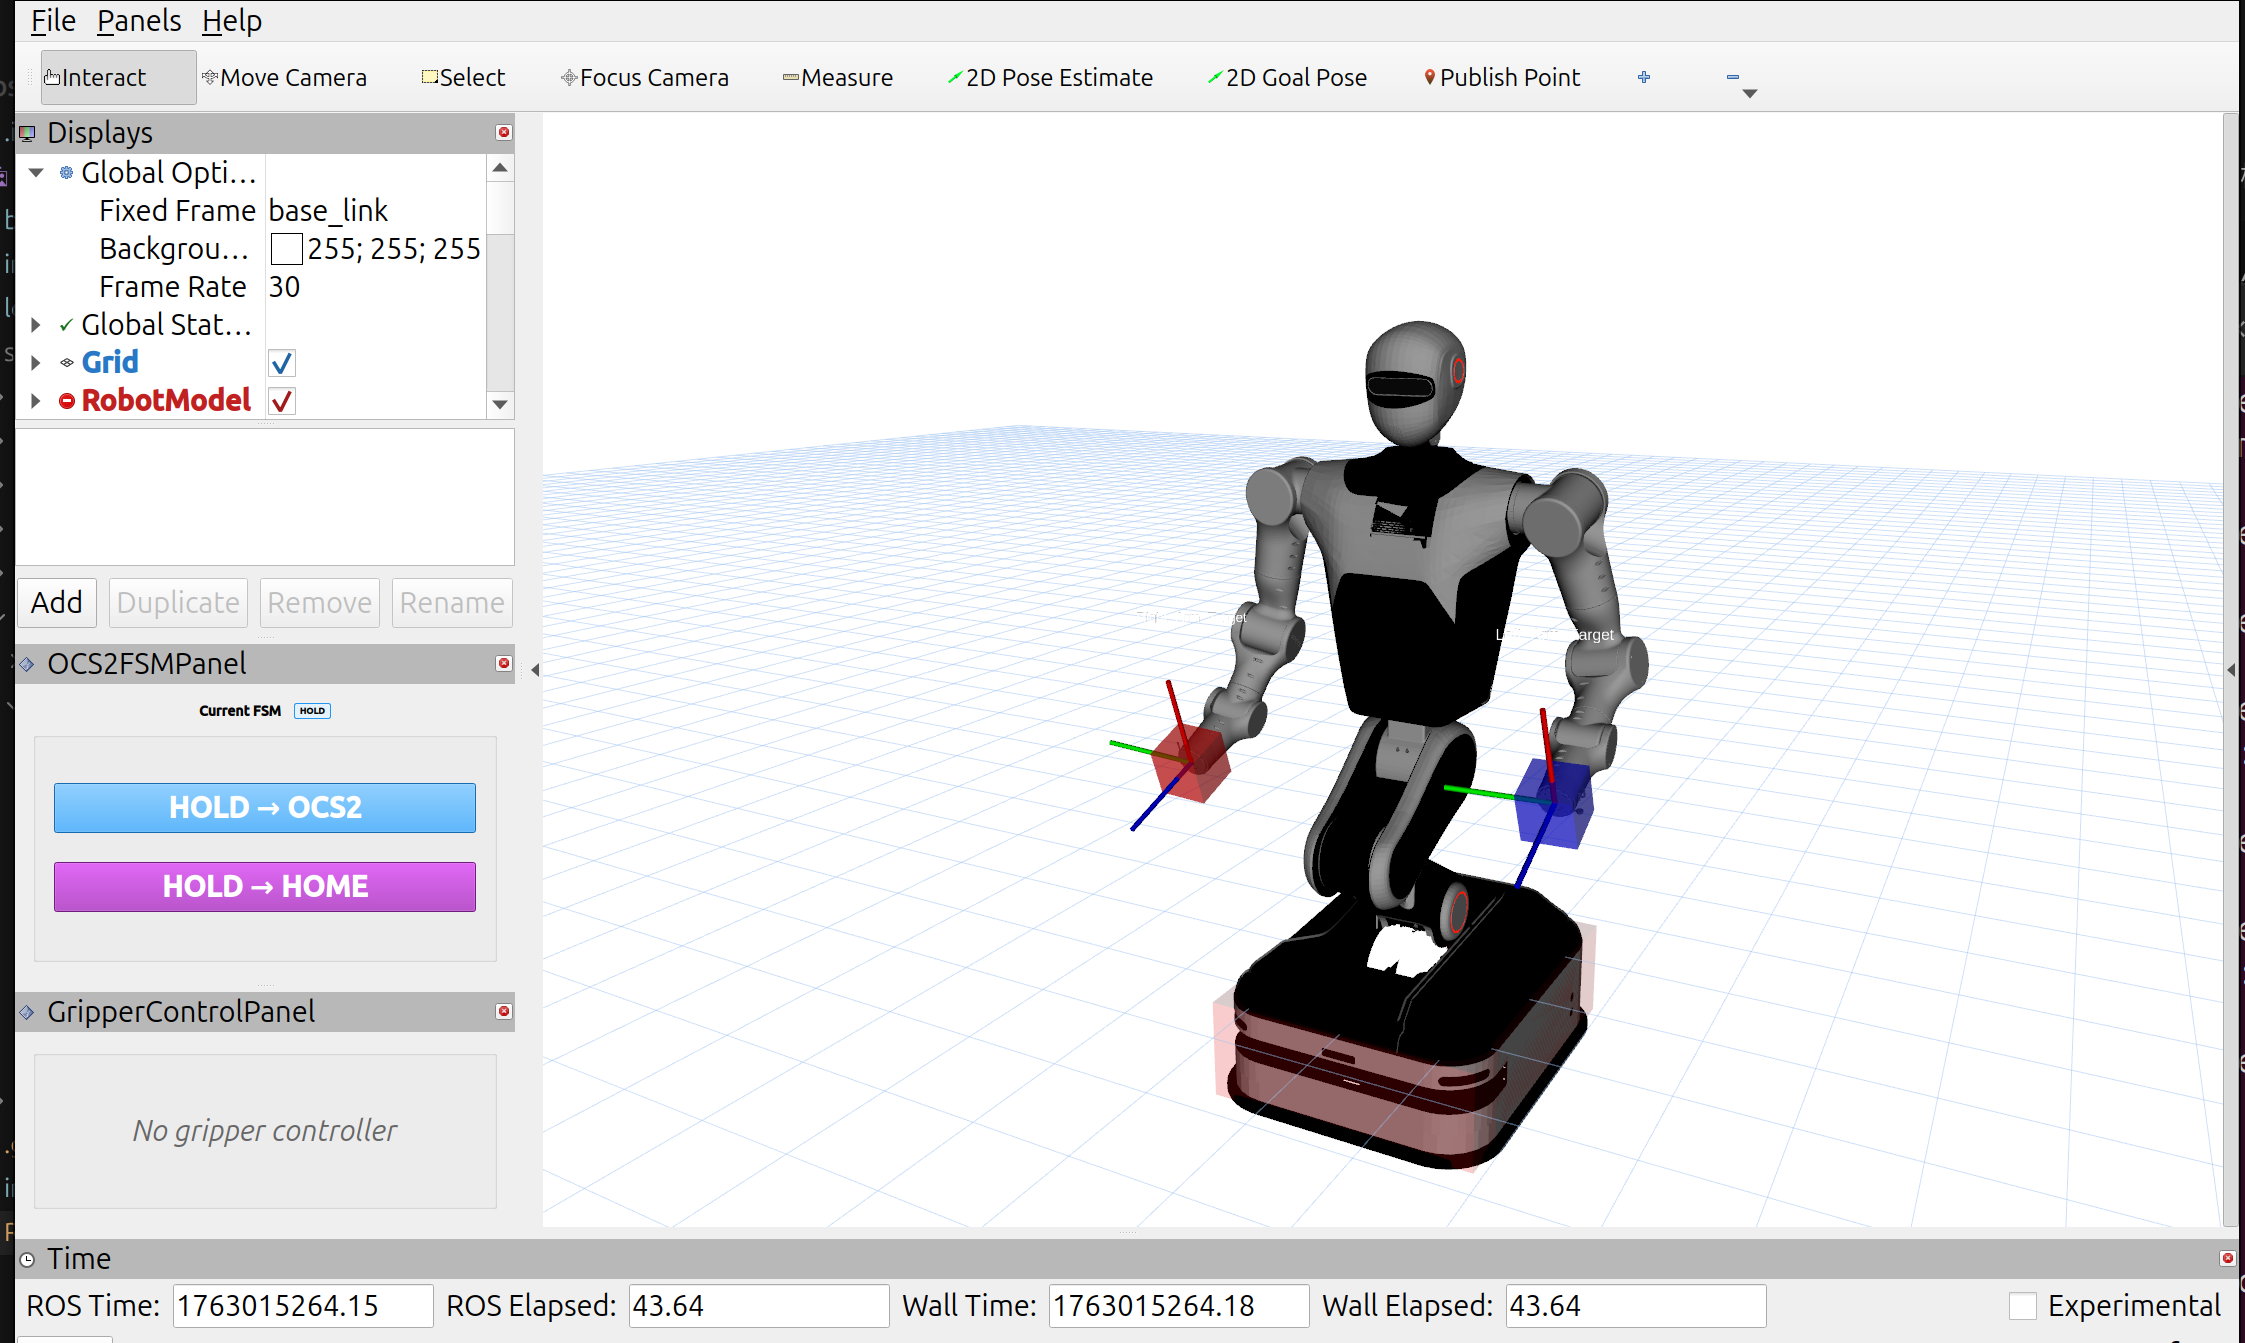 File Panels Help
Interact Move Camera Select Focus Camera Measure 2D Pose Estimate 2D Goal Pose Publish Point
Displays
Global Opti...
Fixed Frame base_link
Backgrou... 255; 255; 255
Frame Rate 30
Global Stat...
Grid
RobotModel
Add Duplicate Remove Rename
OCS2FSMPanel
Current FSM HOLD
HOLD → OCS2
HOLD → HOME
GripperControlPanel
No gripper controller
Time
ROS Time: 1763015264.15 ROS Elapsed: 43.64 Wall Time: 1763015264.18 Wall Elapsed: 43.64 Experimental